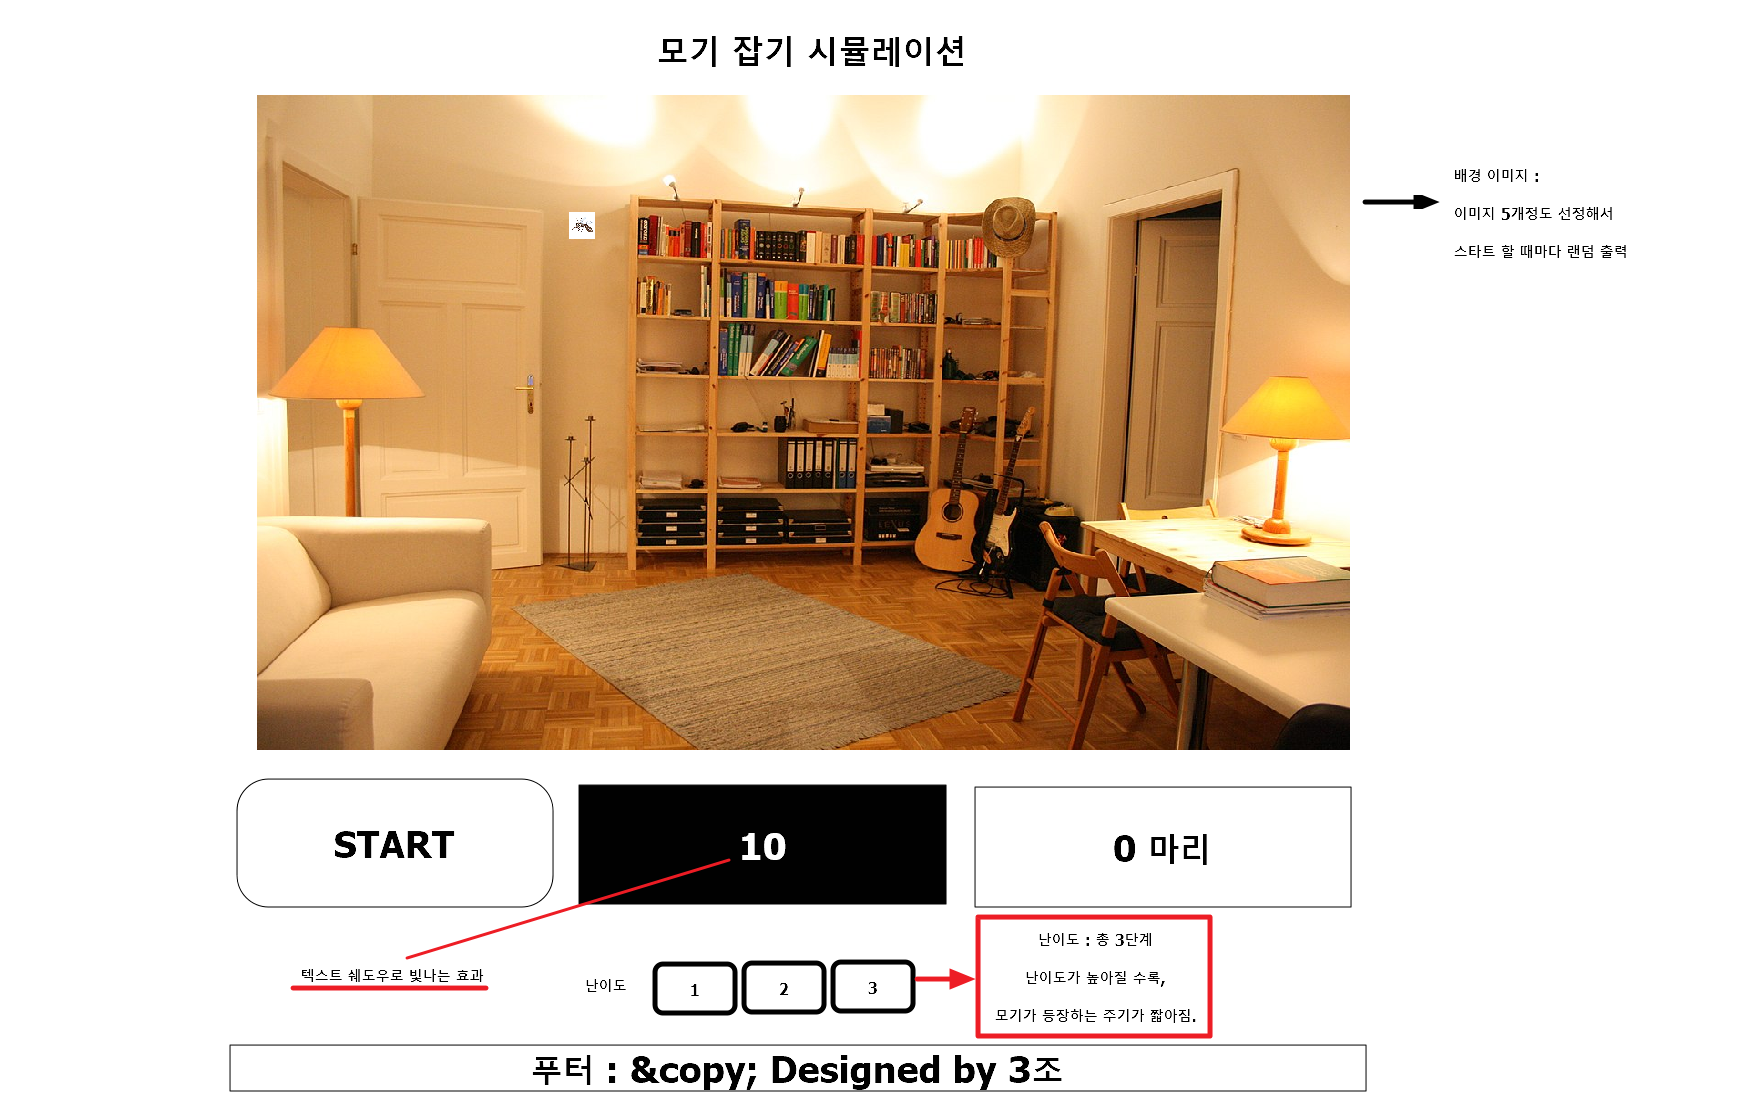 모기 잡기 시뮬레이션
배경 이미지 :
이미지 5개정도 선정해서
스타트 할 때마다 랜덤 출력
START
10
0 마리
텍스트 쉐도우로 빛나는 효과
난이도
1
2
3
난이도 : 총 3단계
난이도가 높아질 수록,
모기가 등장하는 주기가 짧아짐.
푸터 : &copy; Designed by 3조